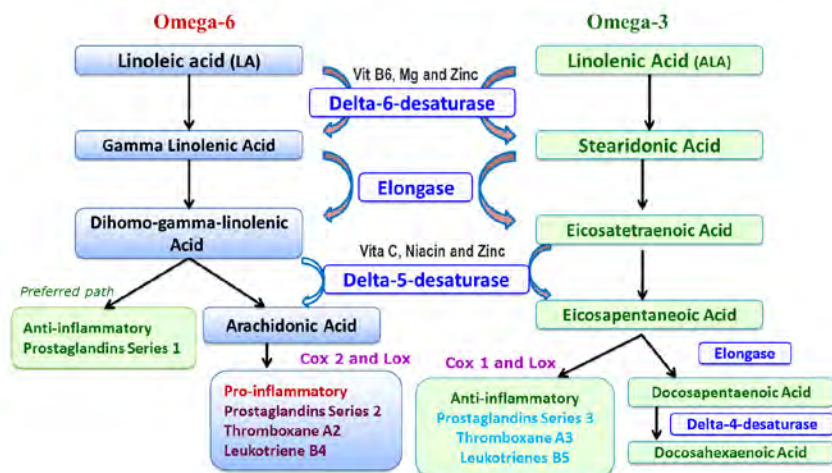 Omega-6
Omega-3
Linoleic acid (LA)
Vit B6, Mg and Zinc
Linolenic Acid (ALA)
Delta-6-desaturase
Gamma Linolenic Acid
Stearidonic Acid
Elongase
Dihomo-gamma-linolenic
Acid
Eicosatetraenoic Acid
Vita C, Niacin and Zinc
Delta-5-desaturase
Preferred path
Anti-inflammatory
Prostaglandins Series 1
Arachidonic Acid
Eicosapentaneoic Acid
Cox 2 and Lox
Cox 1 and Lox
Elongase
Pro-inflammatory
Prostaglandins Series 2
Thromboxane A2
Leukotriene B4
Anti-inflammatory
Prostaglandins Series 3
Thromboxane A3
Leukotrienes B5
Docosapentaenoic Acid
Delta-4-desaturase
Docosahexaenoic Acid